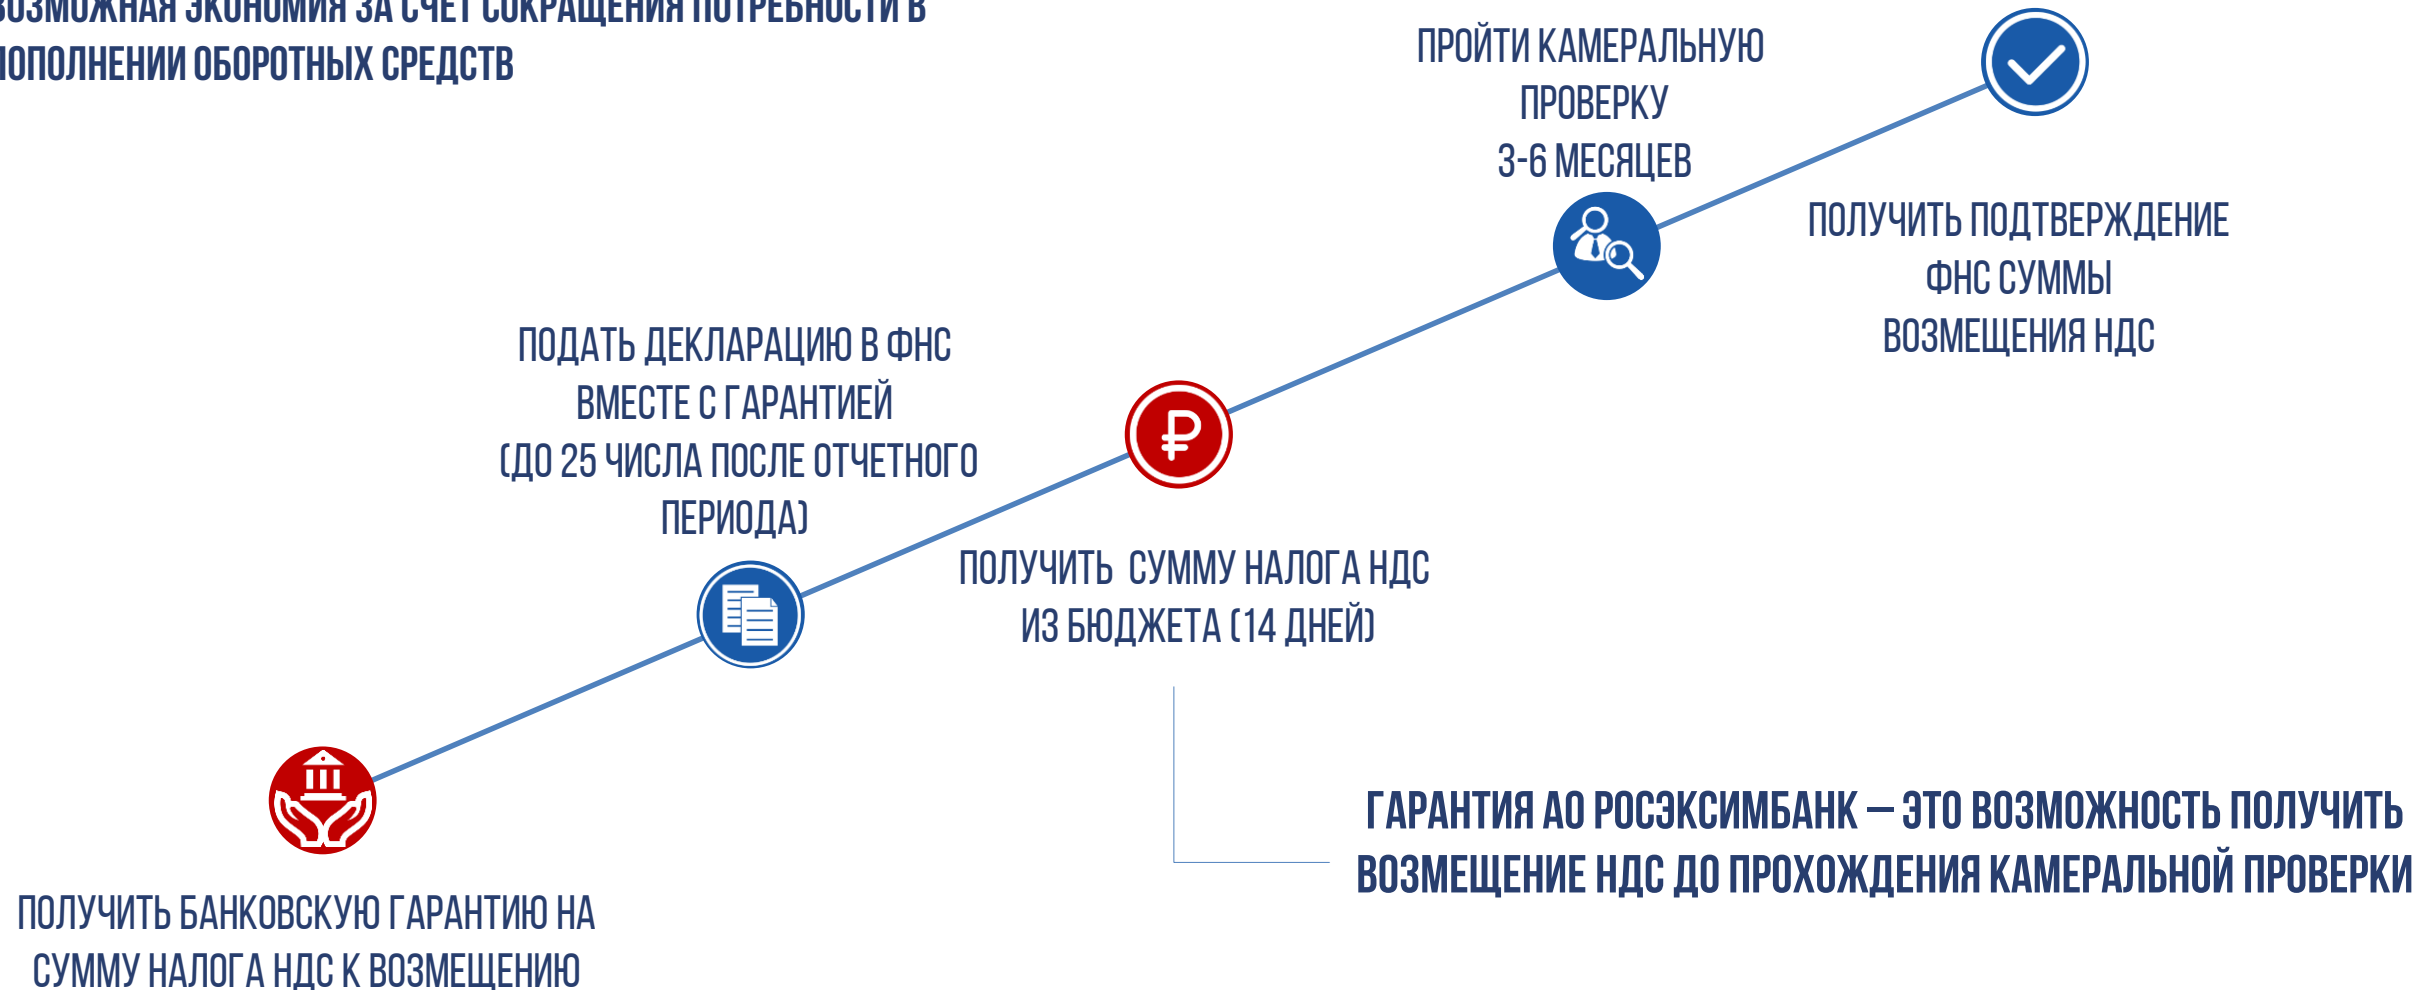 ВОЗМОЖНАЯ ЭКОНОМИЯ ЗА СЧЕТ СОКРАЩЕНИЯ ПОТРЕБНОСТИ В
ПОПОЛНЕНИИ ОБОРОТНЫХ СРЕДСТВ
ПРОЙТИ КАМЕРАЛЬНУЮ
ПРОВЕРКУ
3-6 МЕСЯЦЕВ
ПОЛУЧИТЬ ПОДТВЕРЖДЕНИЕ
ФНС СУММЫ
ВОЗМЕЩЕНИЯ НДС
ПОДАТЬ ДЕКЛАРАЦИЮ В ФНС
ВМЕСТЕ С ГАРАНТИЕЙ
(ДО 25 ЧИСЛА ПОСЛЕ ОТЧЕТНОГО
ПЕРИОДА)
₽
ПОЛУЧИТЬ СУММУ НАЛОГА НДС
ИЗ БЮДЖЕТА (14 ДНЕЙ)
ГАРАНТИЯ АО РОСЭКСИМБАНК – ЭТО ВОЗМОЖНОСТЬ ПОЛУЧИТЬ
ВОЗМЕЩЕНИЕ НДС ДО ПРОХОЖДЕНИЯ КАМЕРАЛЬНОЙ ПРОВЕРКИ
ПОЛУЧИТЬ БАНКОВСКУЮ ГАРАНТИЮ НА
СУММУ НАЛОГА НДС К ВОЗМЕЩЕНИЮ